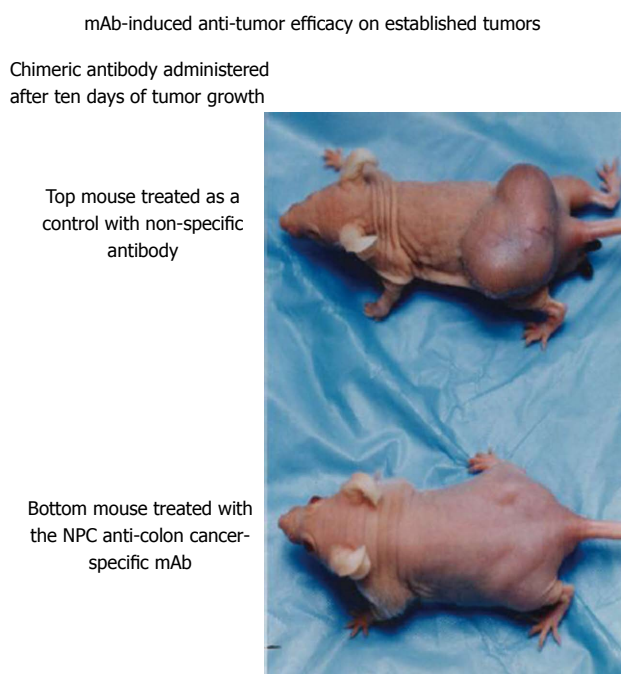 mAb-induced anti-tumor efficacy on established tumors
Chimeric antibody administered
after ten days of tumor growth
Top mouse treated as a
control with non-specific
antibody
Bottom mouse treated with
the NPC anti-colon cancer-
specific mAb